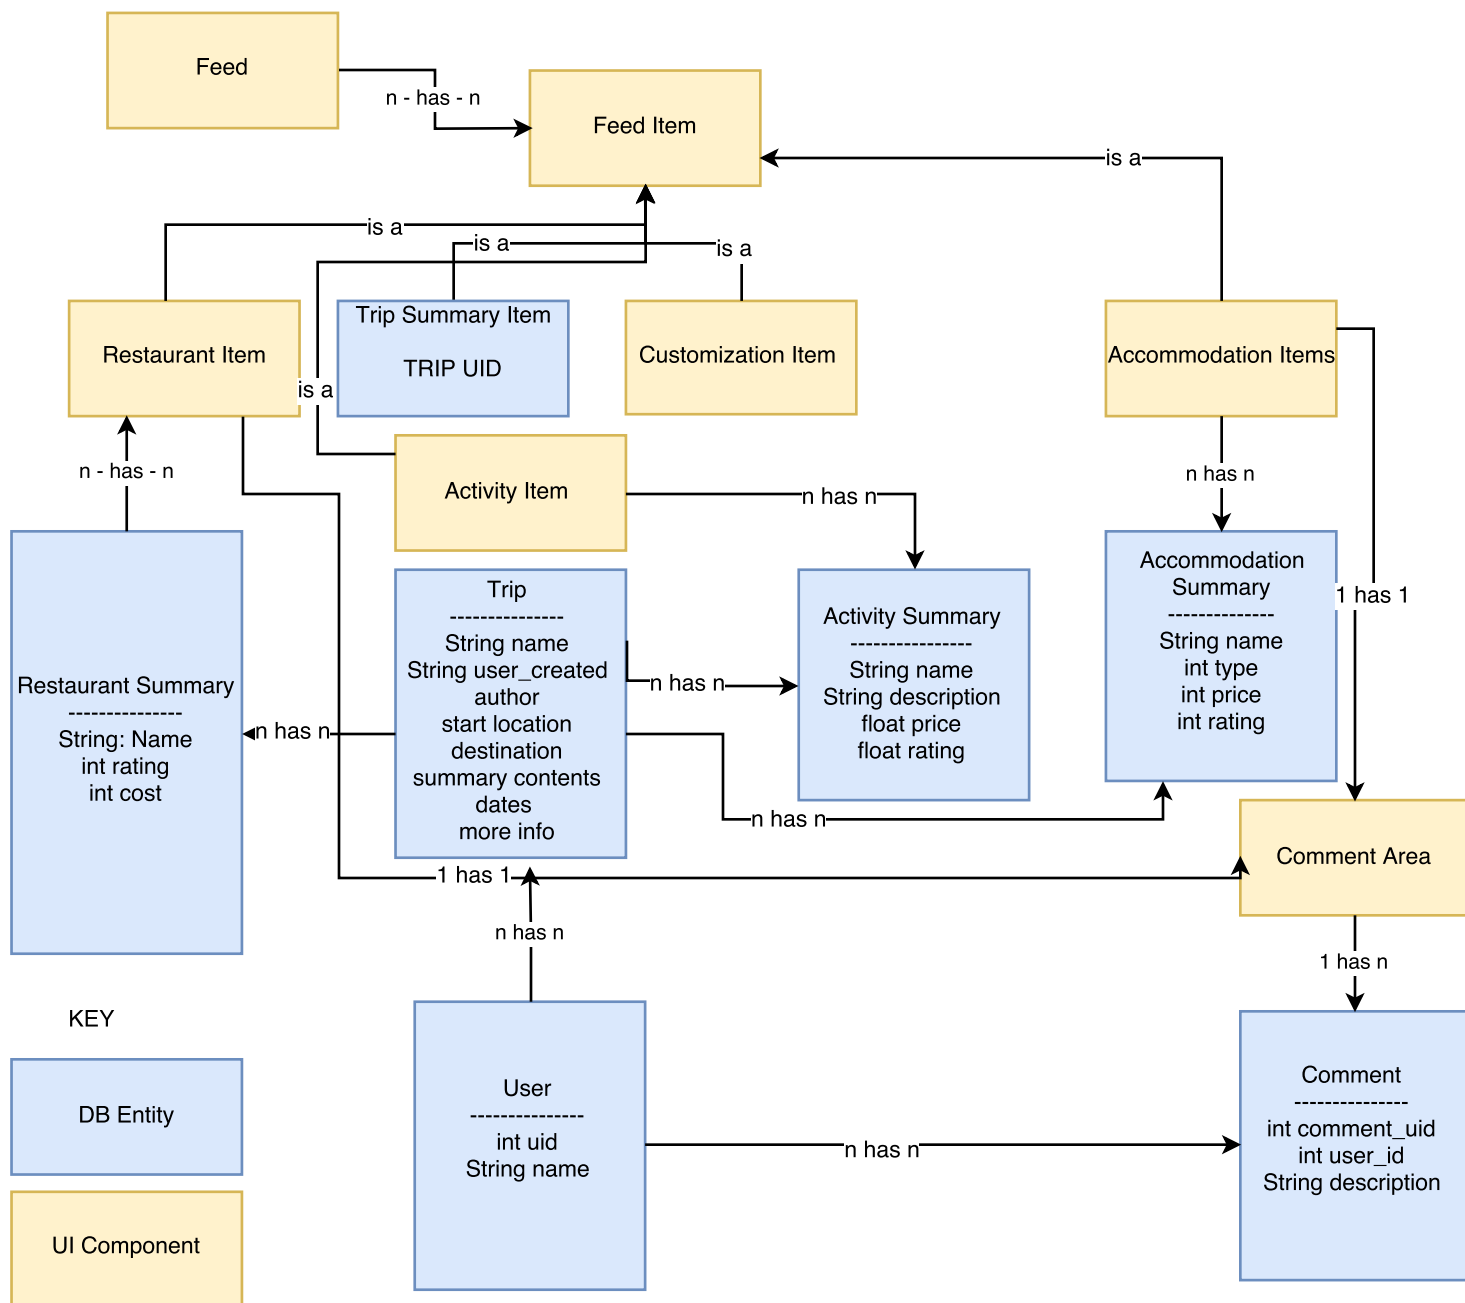 Feed
n - has - n
Feed Item
is a
is a
is a
is a
Trip Summary Item
TRIP UID
Restaurant Item
Customization Item
Accommodation Items
is a
n - has - n
Activity Item
n has n
n has n
Accommodation
Summary
--------------
String name
int type
int price
int rating
1 has 1
Trip
---------------
String name
String user_created
author
start location
destination
summary contents
dates
more info
Activity Summary
----------------
String name
String description
float price
float rating
n has n
Restaurant Summary
---------------
String: Name
int rating
int cost
n has n
n has n
Comment Area
1 has 1
n has n
1 has n
KEY
DB Entity
User
---------------
int uid
String name
n has n
Comment
---------------
int comment_uid
int user_id
String description
UI Component